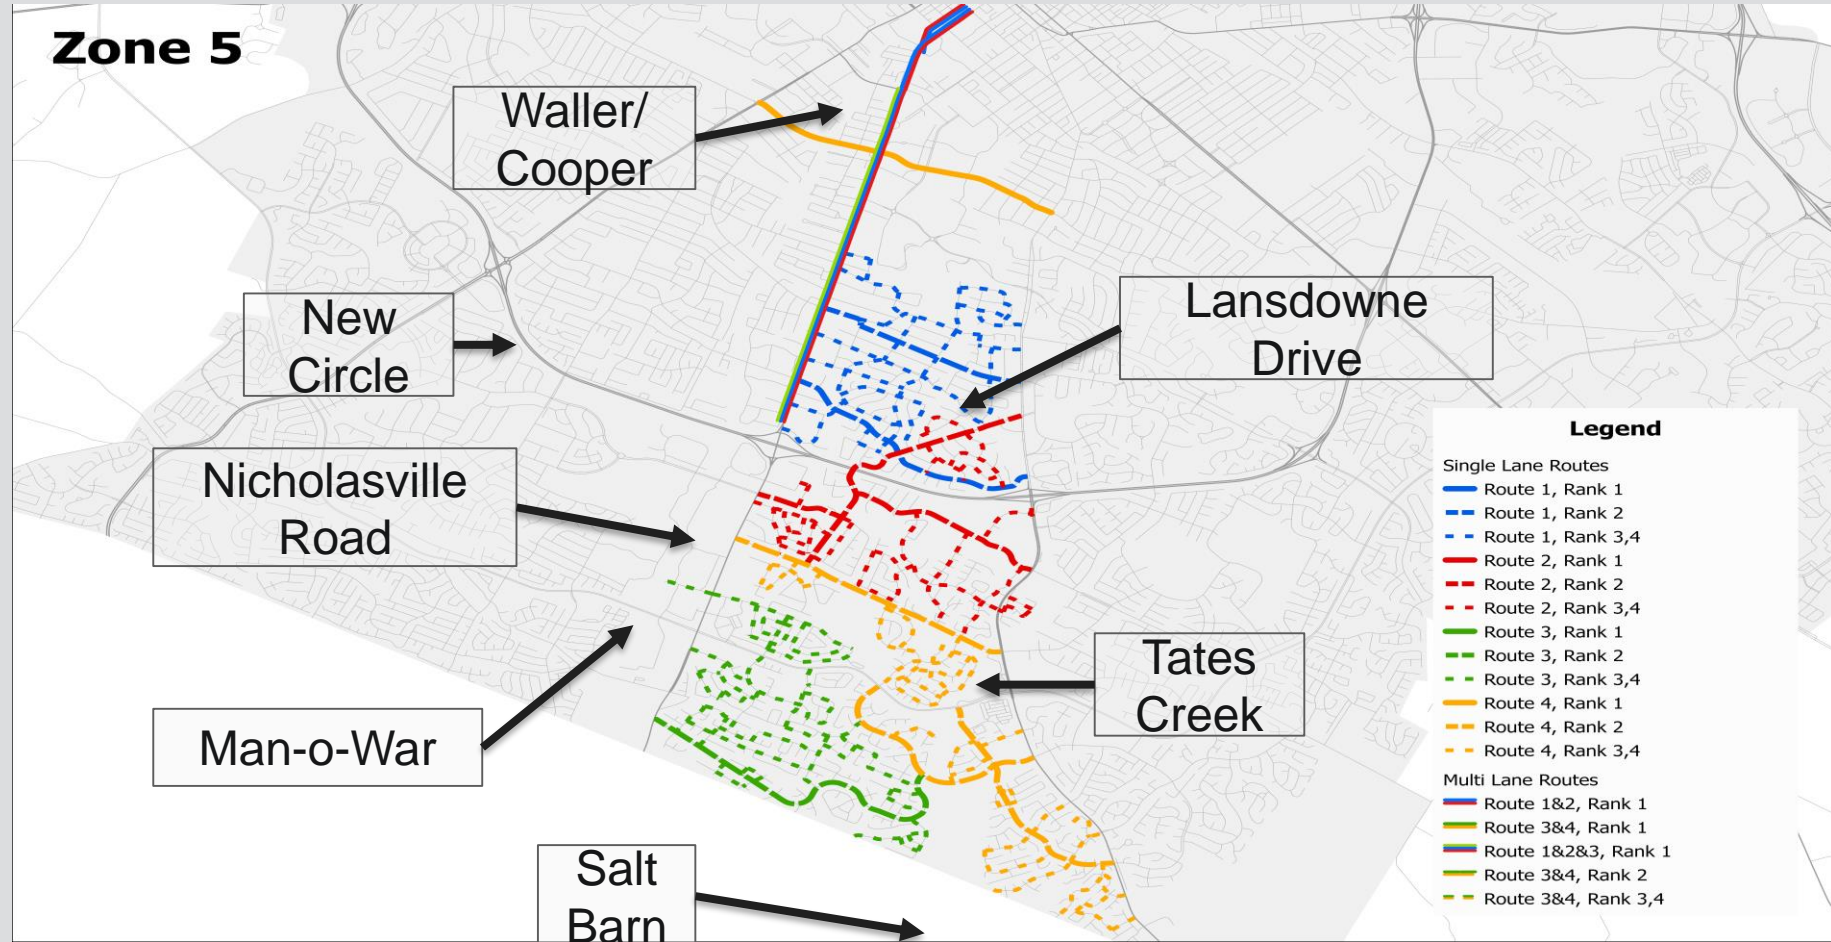 Zone 5
Waller/
Cooper
New
Circle
Lansdowne
Drive
Nicholasville
Road
Man-o-War
Tates
Creek
Salt
Barn
Legend
Single Lane Routes
Route 1, Rank 1
Route 1, Rank 2
Route 1, Rank 3,4
Route 2, Rank 1
Route 2, Rank 2
Route 2, Rank 3,4
Route 3, Rank 1
Route 3, Rank 2
Route 3, Rank 3,4
Route 4, Rank 1
Route 4, Rank 2
Route 4, Rank 3,4
Multi Lane Routes
Route 1&2, Rank 1
Route 3&4, Rank 1
Route 1&2&3, Rank 1
Route 3&4, Rank 2
Route 3&4, Rank 3,4